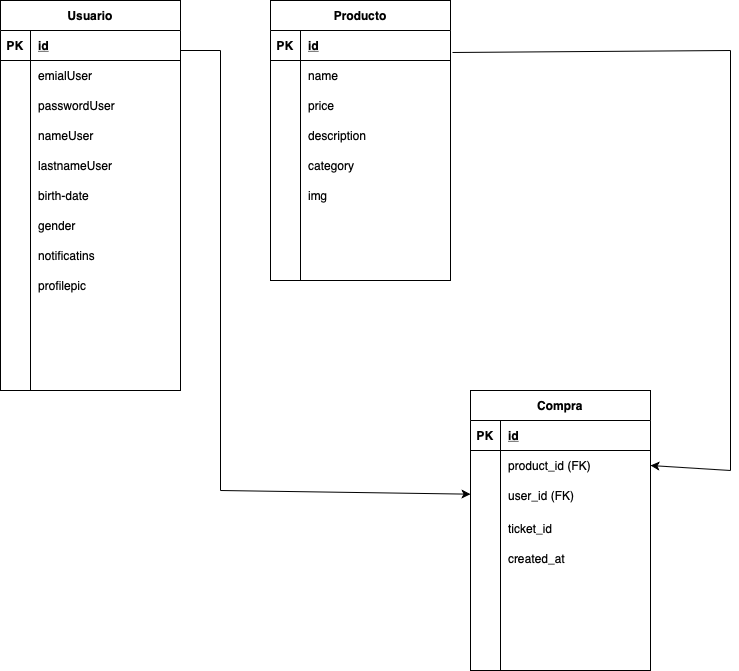 Usuario
PK id
emialUser
passwordUser
nameUser
lastnameUser
birth-date
gender
notificatins
profilepic
Producto
PK id
name
price
description
category
img
Compra
PK id
product_id (FK)
user_id (FK)
ticket_id
created_at